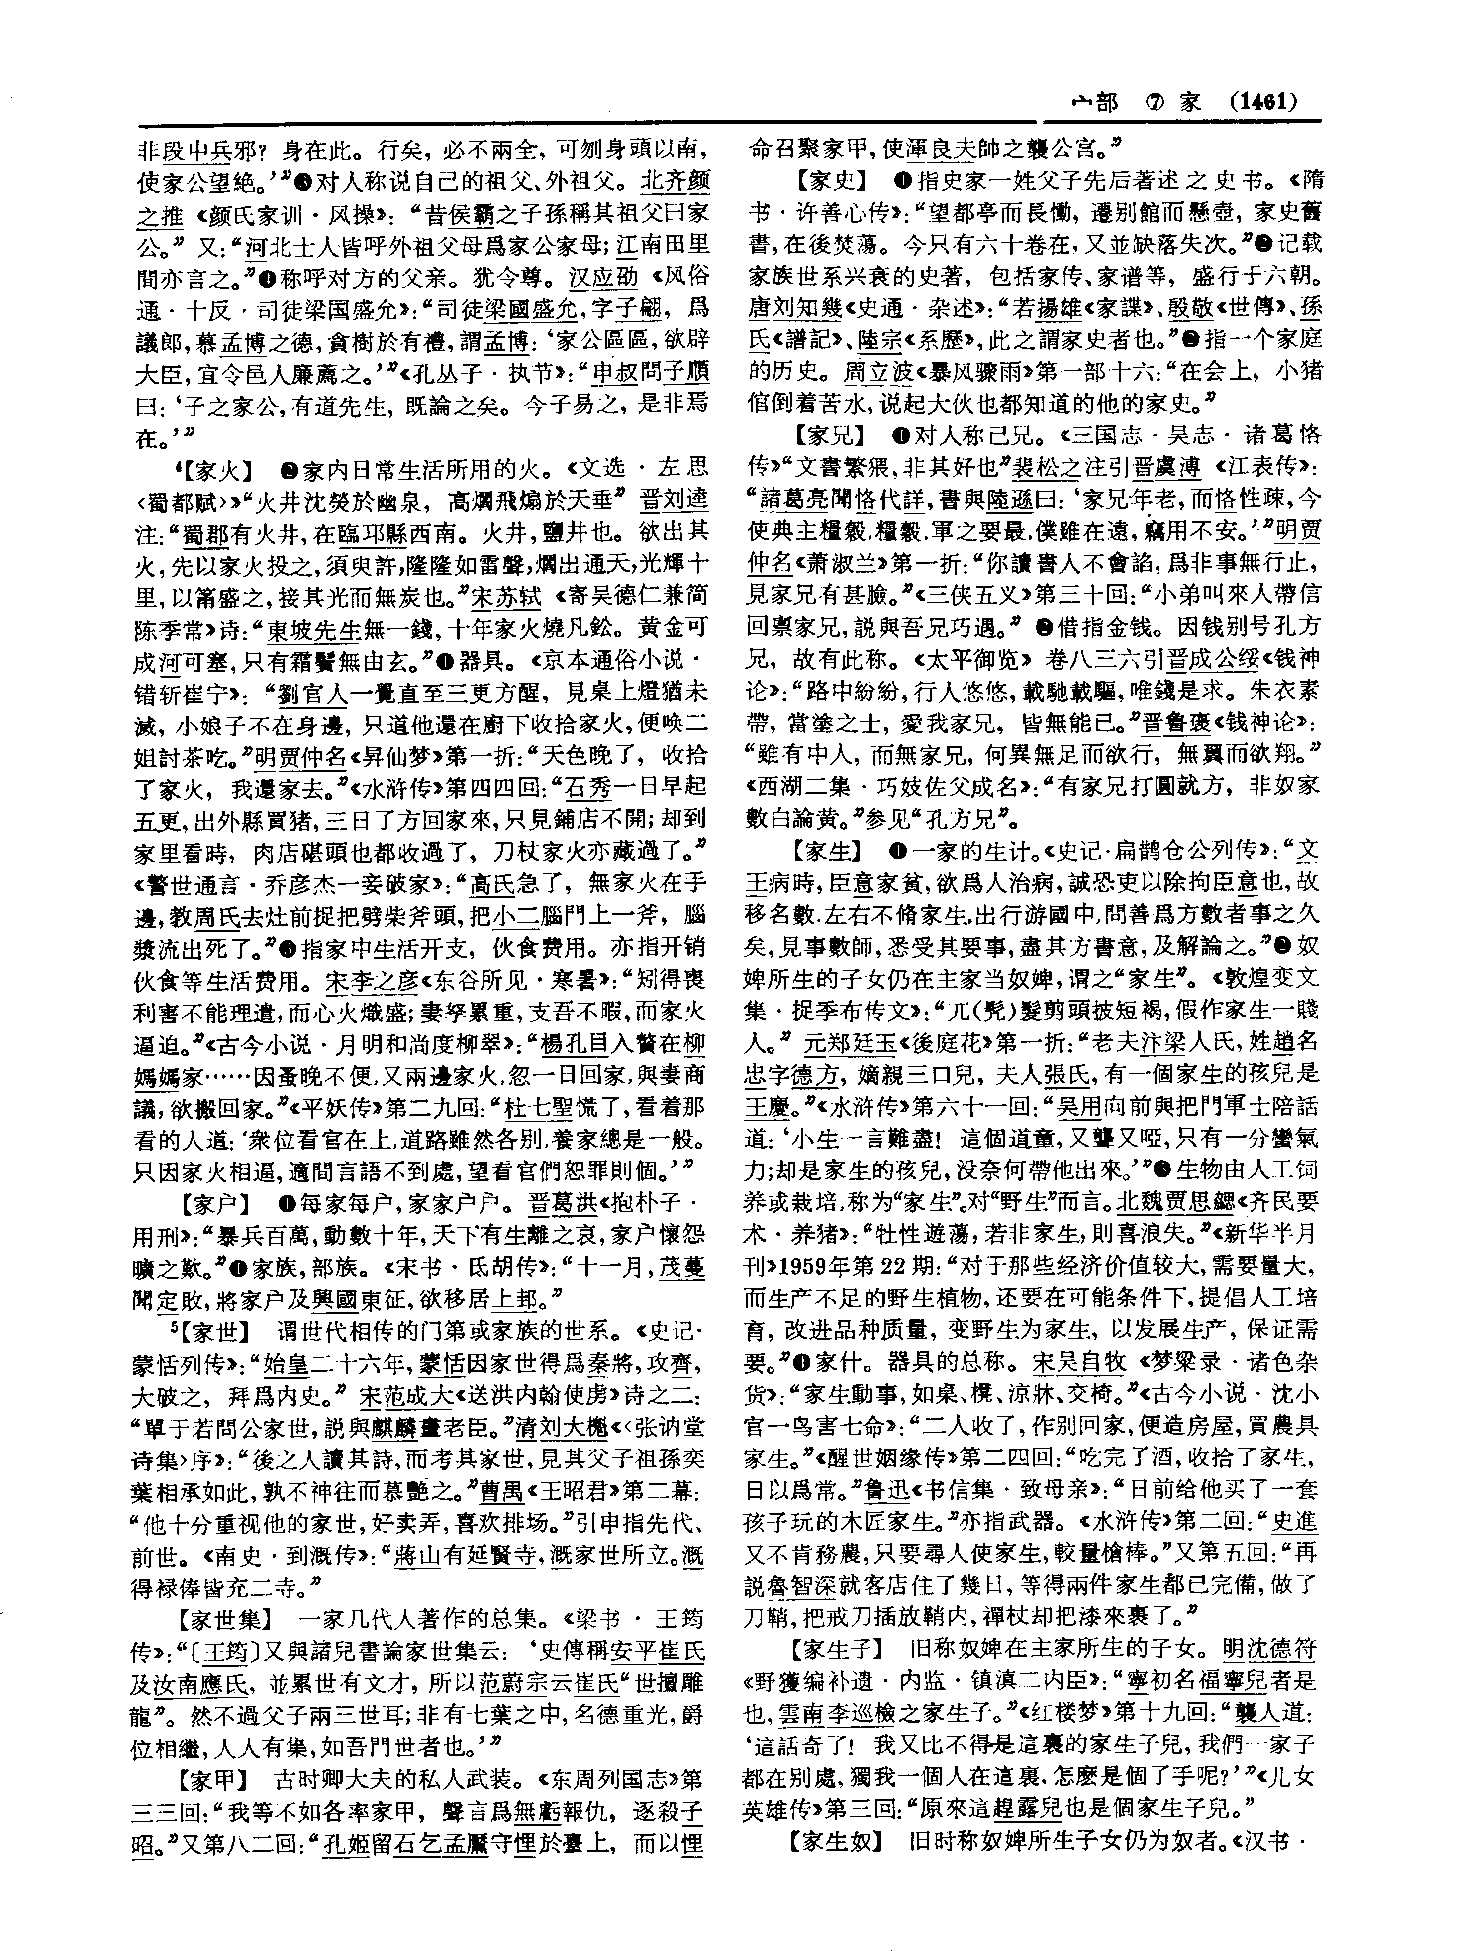 宀部 ⑦ 家 (1461)
非段中兵邪？身在此。行矣，必不兩全，可刎身頭以南，
使家公望絶。’”❸对人称说自己的祖父、外祖父。北齐颜
之推《颜氏家训·风操》：“昔侯霸之子孫稱其祖父曰家
公。”又：“河北士人皆呼外祖父母爲家公家母；江南田里
間亦言之。”❹称呼对方的父亲。犹令尊。汉应劭《风俗
通·十反·司徒梁国盛允》：“司徒梁國盛允，字子翩，爲
議郎，慕孟博之德，貪樹於有禮，謂孟博：‘家公區區，欲辟
大臣，宜令邑人廉薦之。’”《孔丛子·执节》：“申叔問子順
曰：‘子之家公，有道先生，既論之矣。今子易之，是非焉
在。’”
⁴【家火】 ❷家内日常生活所用的火。《文选·左思
〈蜀都赋〉》“火井沈熒於幽泉，高爓飛煽於天垂”晋刘逵
注：“蜀郡有火井，在臨邛縣西南。火井，鹽井也。欲出其
火，先以家火投之，須臾許，隆隆如雷聲，爓出通天，光輝十
里，以筩盛之，接其光而無炭也。”宋苏轼《寄吴德仁兼简
陈季常》诗：“東坡先生無一錢，十年家火燒凡鉛。黄金可
成河可塞，只有霜鬢無由玄。”❹器具。《京本通俗小说·
错斩崔宁》：“劉官人一覺直至三更方醒，見桌上燈猶未
滅，小娘子不在身邊，只道他還在廚下收拾家火，便唤二
姐討茶吃。”明贾仲名《昇仙梦》第一折：“天色晚了，收拾
了家火，我還家去。”《水浒传》第四四回：“石秀一日早起
五更，出外縣買猪，三日了方回家來，只見鋪店不開；却到
家里看時，肉店碪頭也都收過了，刀杖家火亦藏過了。”
《警世通言·乔彦杰一妾破家》：“高氏急了，無家火在手
邊，教周氏去灶前捉把劈柴斧頭，把小二腦門上一斧，腦
漿流出死了。”❺指家中生活开支，伙食费用。亦指开销
伙食等生活费用。宋李之彦《东谷所见·寒暑》：“矧得喪
利害不能理遣，而心火熾盛；妻孥累重，支吾不暇，而家火
逼迫。”《古今小说·月明和尚度柳翠》：“楊孔目入贅在柳
媽媽家……因蚤晚不便，又兩邊家火，忽一日回家，與妻商
議，欲搬回家。”《平妖传》第二九回：“杜七聖慌了，看着那
看的人道：‘衆位看官在上，道路雖然各别，養家總是一般。
只因家火相逼，適間言語不到處，望看官們恕罪則個。’”
【家户】 ❶每家每户，家家户户。晋葛洪《抱朴子·
用刑》：“暴兵百萬，動數十年，天下有生離之哀，家户懷怨
曠之歎。”❹家族，部族。《宋书·氐胡传》：“十一月，茂蔓
聞定敗，將家户及興國東征，欲移居上邽。”
⁵【家世】 谓世代相传的门第或家族的世系。《史记·
蒙恬列传》：“始皇二十六年，蒙恬因家世得爲秦將，攻齊，
大破之，拜爲内史。”宋范成大《送洪内翰使虏》诗之二：
“單于若問公家世，説與麒麟畫老臣。”清刘大櫆《〈张讷堂
诗集〉序》：“後之人讀其詩，而考其家世，見其父子祖孫奕
葉相承如此，孰不神往而慕艷之。”曹禺《王昭君》第二幕：
“他十分重视他的家世，好卖弄，喜欢排场。”引申指先代、
前世。《南史·到溉传》：“蔣山有延賢寺，溉家世所立。溉
得禄俸皆充二寺。”
【家世集】 一家几代人著作的总集。《梁书·王筠
传》：“〔王筠〕又與諸兒書論家世集云：‘史傳稱安平崔氏
及汝南應氏，並累世有文才，所以范蔚宗云崔氏“世擅雕
龍”。然不過父子兩三世耳；非有七葉之中，名德重光，爵
位相繼，人人有集，如吾門世者也。’”
【家甲】 古时卿大夫的私人武装。《东周列国志》第
三三回：“我等不如各率家甲，聲言爲無虧報仇，逐殺子
昭。”又第八二回：“孔姬留石乞孟黶守悝於臺上，而以悝
命召聚家甲，使渾良夫帥之襲公宫。”
【家史】 ❶指史家一姓父子先后著述之史书。《隋
书·许善心传》：“望都亭而長慟，遷别館而懸壺，家史舊
書，在後焚蕩。今只有六十卷在，又並缺落失次。”❷记载
家族世系兴衰的史著，包括家传、家谱等，盛行于六朝。
唐刘知幾《史通·杂述》：“若揚雄《家諜》、殷敬《世傳》、孫
氏《譜記》、陸宗《系歷》，此之謂家史者也。”❸指一个家庭
的历史。周立波《暴风骤雨》第一部十六：“在会上，小猪
倌倒着苦水，说起大伙也都知道的他的家史。”
【家兄】 ❶对人称己兄。《三国志·吴志·诸葛恪
传》“文書繁猥，非其好也”裴松之注引晋虞溥《江表传》：
“諸葛亮聞恪代詳，書與陸遜曰：‘家兄年老，而恪性疎，今
使典主糧穀，糧穀，軍之要最，僕雖在遠，竊用不安。’”明贾
仲名《萧淑兰》第一折：“你讀書人不會諂，爲非事無行止，
見家兄有甚臉。”《三侠五义》第三十回：“小弟叫來人帶信
回禀家兄，説與吾兄巧遇。”❷借指金钱。因钱别号孔方
兄，故有此称。《太平御览》卷八三六引晋成公绥《钱神
论》：“路中紛紛，行人悠悠，載馳載驅，唯錢是求。朱衣素
帶，當塗之士，愛我家兄，皆無能已。”晋鲁褒《钱神论》：
“雖有中人，而無家兄，何異無足而欲行，無翼而欲翔。”
《西湖二集·巧妓佐父成名》：“有家兄打圓就方，非奴家
數白論黄。”参见“孔方兄”。
【家生】 ❶一家的生计。《史记·扁鹊仓公列传》：“文
王病時，臣意家貧，欲爲人治病，誠恐吏以除拘臣意也，故
移名數，左右不脩家生，出行游國中，問善爲方數者事之久
矣，見事數師，悉受其要事，盡其方書意，及解論之。”❷奴
婢所生的子女仍在主家当奴婢，谓之“家生”。《敦煌变文
集·捉季布传文》：“兀（髡）髮剪頭披短褐，假作家生一賤
人。”元郑廷玉《後庭花》第一折：“老夫汴梁人氏，姓趙名
忠字德方，嫡親三口兒，夫人張氏，有一個家生的孩兒是
王慶。”《水浒传》第六十一回：“吴用向前與把門軍士陪話
道：‘小生一言難盡！這個道童，又聾又啞，只有一分蠻氣
力；却是家生的孩兒，没奈何帶他出來。’”❸生物由人工饲
养或栽培，称为“家生”，对“野生”而言。北魏贾思勰《齐民要
术·养猪》：“牡性遊蕩，若非家生，則喜浪失。”《新华半月
刊》1959年第22期：“对于那些经济价值较大，需要量大，
而生产不足的野生植物，还要在可能条件下，提倡人工培
育，改进品种质量，变野生为家生，以发展生产，保证需
要。”❹家什。器具的总称。宋吴自牧《梦粱录·诸色杂
货》：“家生動事，如桌、櫈、涼牀、交椅。”《古今小说·沈小
官一鸟害七命》：“二人收了，作别回家，便造房屋，買農具
家生。”《醒世姻缘传》第二四回：“吃完了酒，收拾了家生，
日以爲常。”鲁迅《书信集·致母亲》：“日前给他买了一套
孩子玩的木匠家生。”亦指武器。《水浒传》第二回：“史進
又不肯務農，只要尋人使家生，較量槍棒。”又第五回：“再
説魯智深就客店住了幾日，等得兩件家生都已完備，做了
刀鞘，把戒刀插放鞘内，禪杖却把漆來裹了。”
【家生子】 旧称奴婢在主家所生的子女。明沈德符
《野獲编补遗·内监·镇滇二内臣》：“寧初名福寧兒者是
也，雲南李巡檢之家生子。”《红楼梦》第十九回：“襲人道：
‘這話奇了！我又比不得是這裏的家生子兒，我們一家子
都在别處，獨我一個人在這裏，怎麽是個了手呢？’”《儿女
英雄传》第三回：“原來這趕露兒也是個家生子兒。”
【家生奴】 旧时称奴婢所生子女仍为奴者。《汉书·